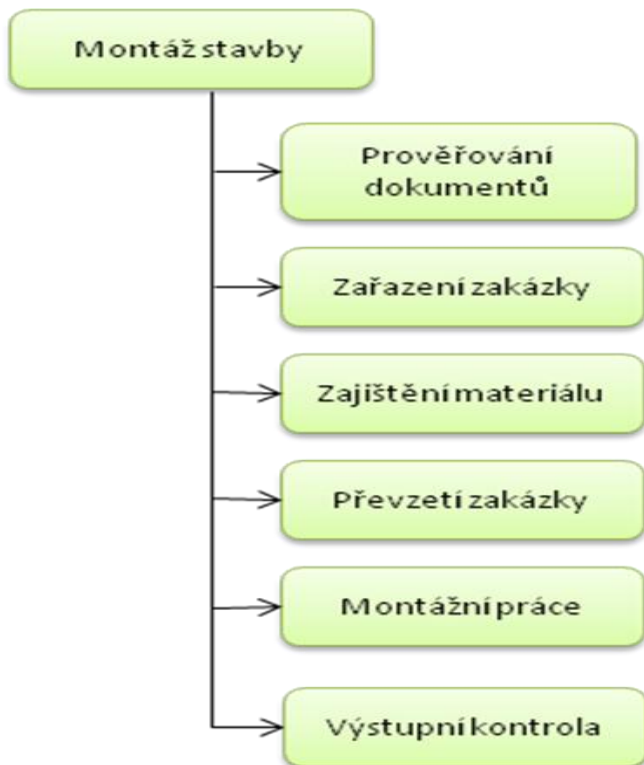 Montáž stavby
Prověřování
dokumentů
Zařazení zakázky
Zajištění materiálu
Převzetí zakázky
Montážní práce
Výstupní kontrola